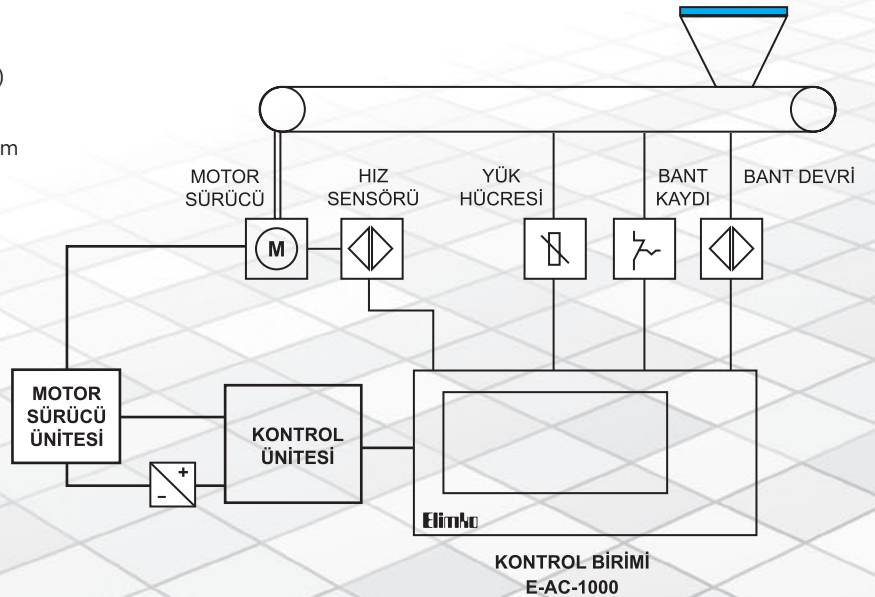 )
m
MOTOR
SÜRÜCÜ
HIZ
SENSÖRÜ
YÜK
HÜCRESİ
BANT
KAYDI
BANT DEVRİ
M
MOTOR
SÜRÜCÜ
ÜNİTESİ
+
–
KONTROL
ÜNİTESİ
Elimko
KONTROL BİRİMİ
E-AC-1000